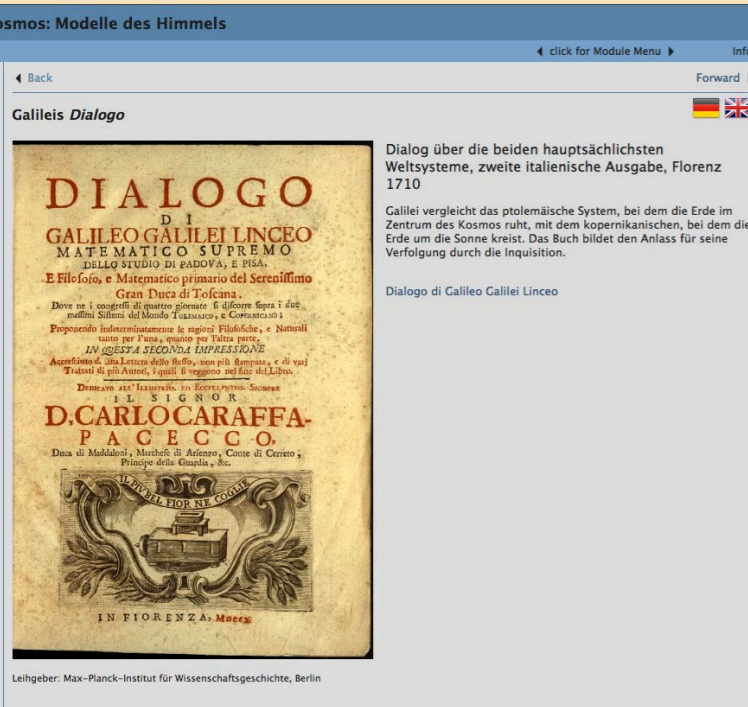 osmos: Modelle des Himmels
click for Module Menu
Info
Back
Forward
Galileis Dialogo
DIALOGO
DI
GALILEO GALILEI LINCEO
MATEMATICO SUPREMO
DELLO STUDIO DI PADOVA, E PISA.
E Filosofo, e Matematico primario del Sereniſſimo
Gran Duca di Toſcana.
Dove ne i congreſſi di quattro giornate ſi diſcorre ſopra i due
maſſimi Siſtemi del Mondo TOLEMAICO, e COPERNICANO;
Proponendo indeterminatamente le ragioni Filoſofiche, e Naturali
tanto per l'una, quanto per l'altra parte.
IN QUESTA SECONDA IMPRESSIONE
Accreſciuto di una Lettera dello ſteſſo, non più ſtampata, e di varj
Trattati di più Autori, i quali ſi veggono nel fine del Libro.
DEDICATO ALL'
IL SIGNOR
D. CARLO CARAFFA-
PACECCO,
Duca di Maddaloni, Marcheſe di Arienzo, Conte di Cerreto,
Principe della Guardia, &c.
IL PIV BEL FIOR NE COGLIE
IN FIORENZA, MDCCX.
Dialog über die beiden hauptsächlichsten
Weltsysteme, zweite italienische Ausgabe, Florenz
1710
Galilei vergleicht das ptolemäische System, bei dem die Erde im
Zentrum des Kosmos ruht, mit dem kopernikanischen, bei dem die
Erde um die Sonne kreist. Das Buch bildet den Anlass für seine
Verfolgung durch die Inquisition.
Dialogo di Galileo Galilei Linceo
Leihgeber: Max-Planck-Institut für Wissenschaftsgeschichte, Berlin